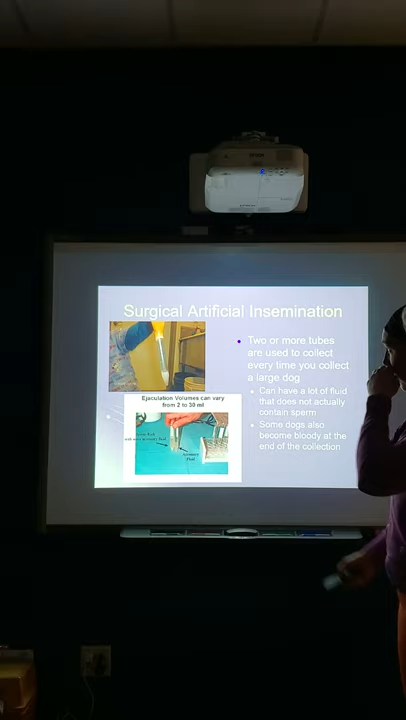 Surgical Artificial Insemination
Two or more tubes
are used to collect
every time you collect
a large dog
Can have a lot of fluid
that does not actually
contain sperm
Some dogs also
become bloody at the
end of the collection
Ejaculation Volumes can vary
from 2 to 30 mil
Fluid